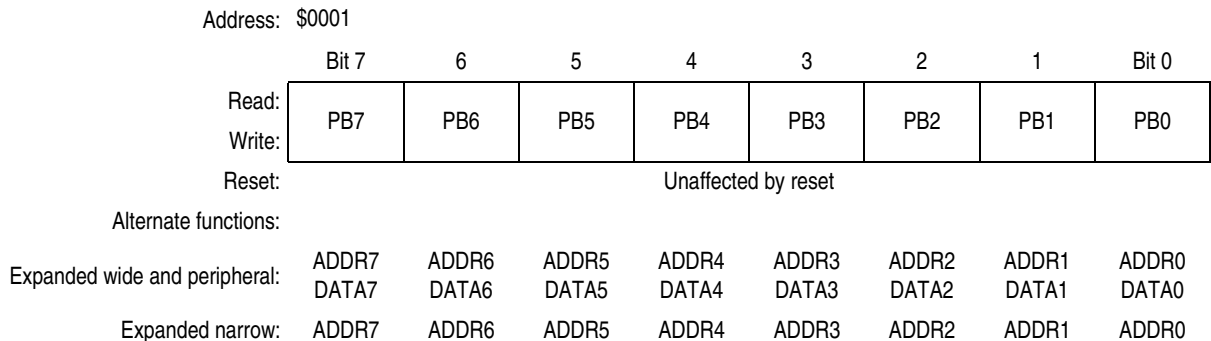 Address: $0001
Bit 7 6 5 4 3 2 1 Bit 0
Read:
PB7 PB6 PB5 PB4 PB3 PB2 PB1 PB0
Write:
Reset: Unaffected by reset
Alternate functions:
Expanded wide and peripheral: ADDR7 ADDR6 ADDR5 ADDR4 ADDR3 ADDR2 ADDR1 ADDR0
DATA7 DATA6 DATA5 DATA4 DATA3 DATA2 DATA1 DATA0
Expanded narrow: ADDR7 ADDR6 ADDR5 ADDR4 ADDR3 ADDR2 ADDR1 ADDR0